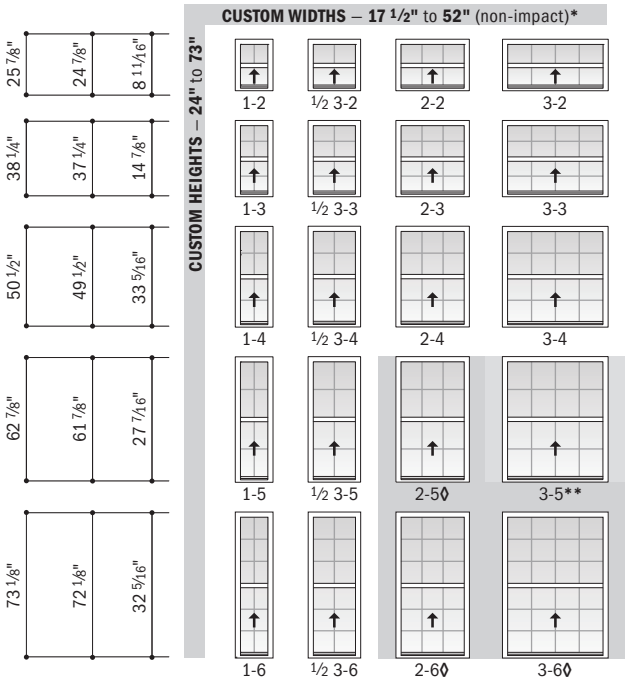 CUSTOM WIDTHS – 17 1/2" to 52" (non-impact)*
CUSTOM HEIGHTS – 24" to 73"
25 7/8" 24 7/8" 8 11/16"
1-2 1/2 3-2 2-2 3-2
38 1/4" 37 1/4" 14 7/8"
1-3 1/2 3-3 2-3 3-3
50 1/2" 49 1/2" 33 5/16"
1-4 1/2 3-4 2-4 3-4
62 7/8" 61 7/8" 27 7/16"
1-5 1/2 3-5 2-5◊ 3-5**
73 1/8" 72 1/8" 32 5/16"
1-6 1/2 3-6 2-6◊ 3-6◊